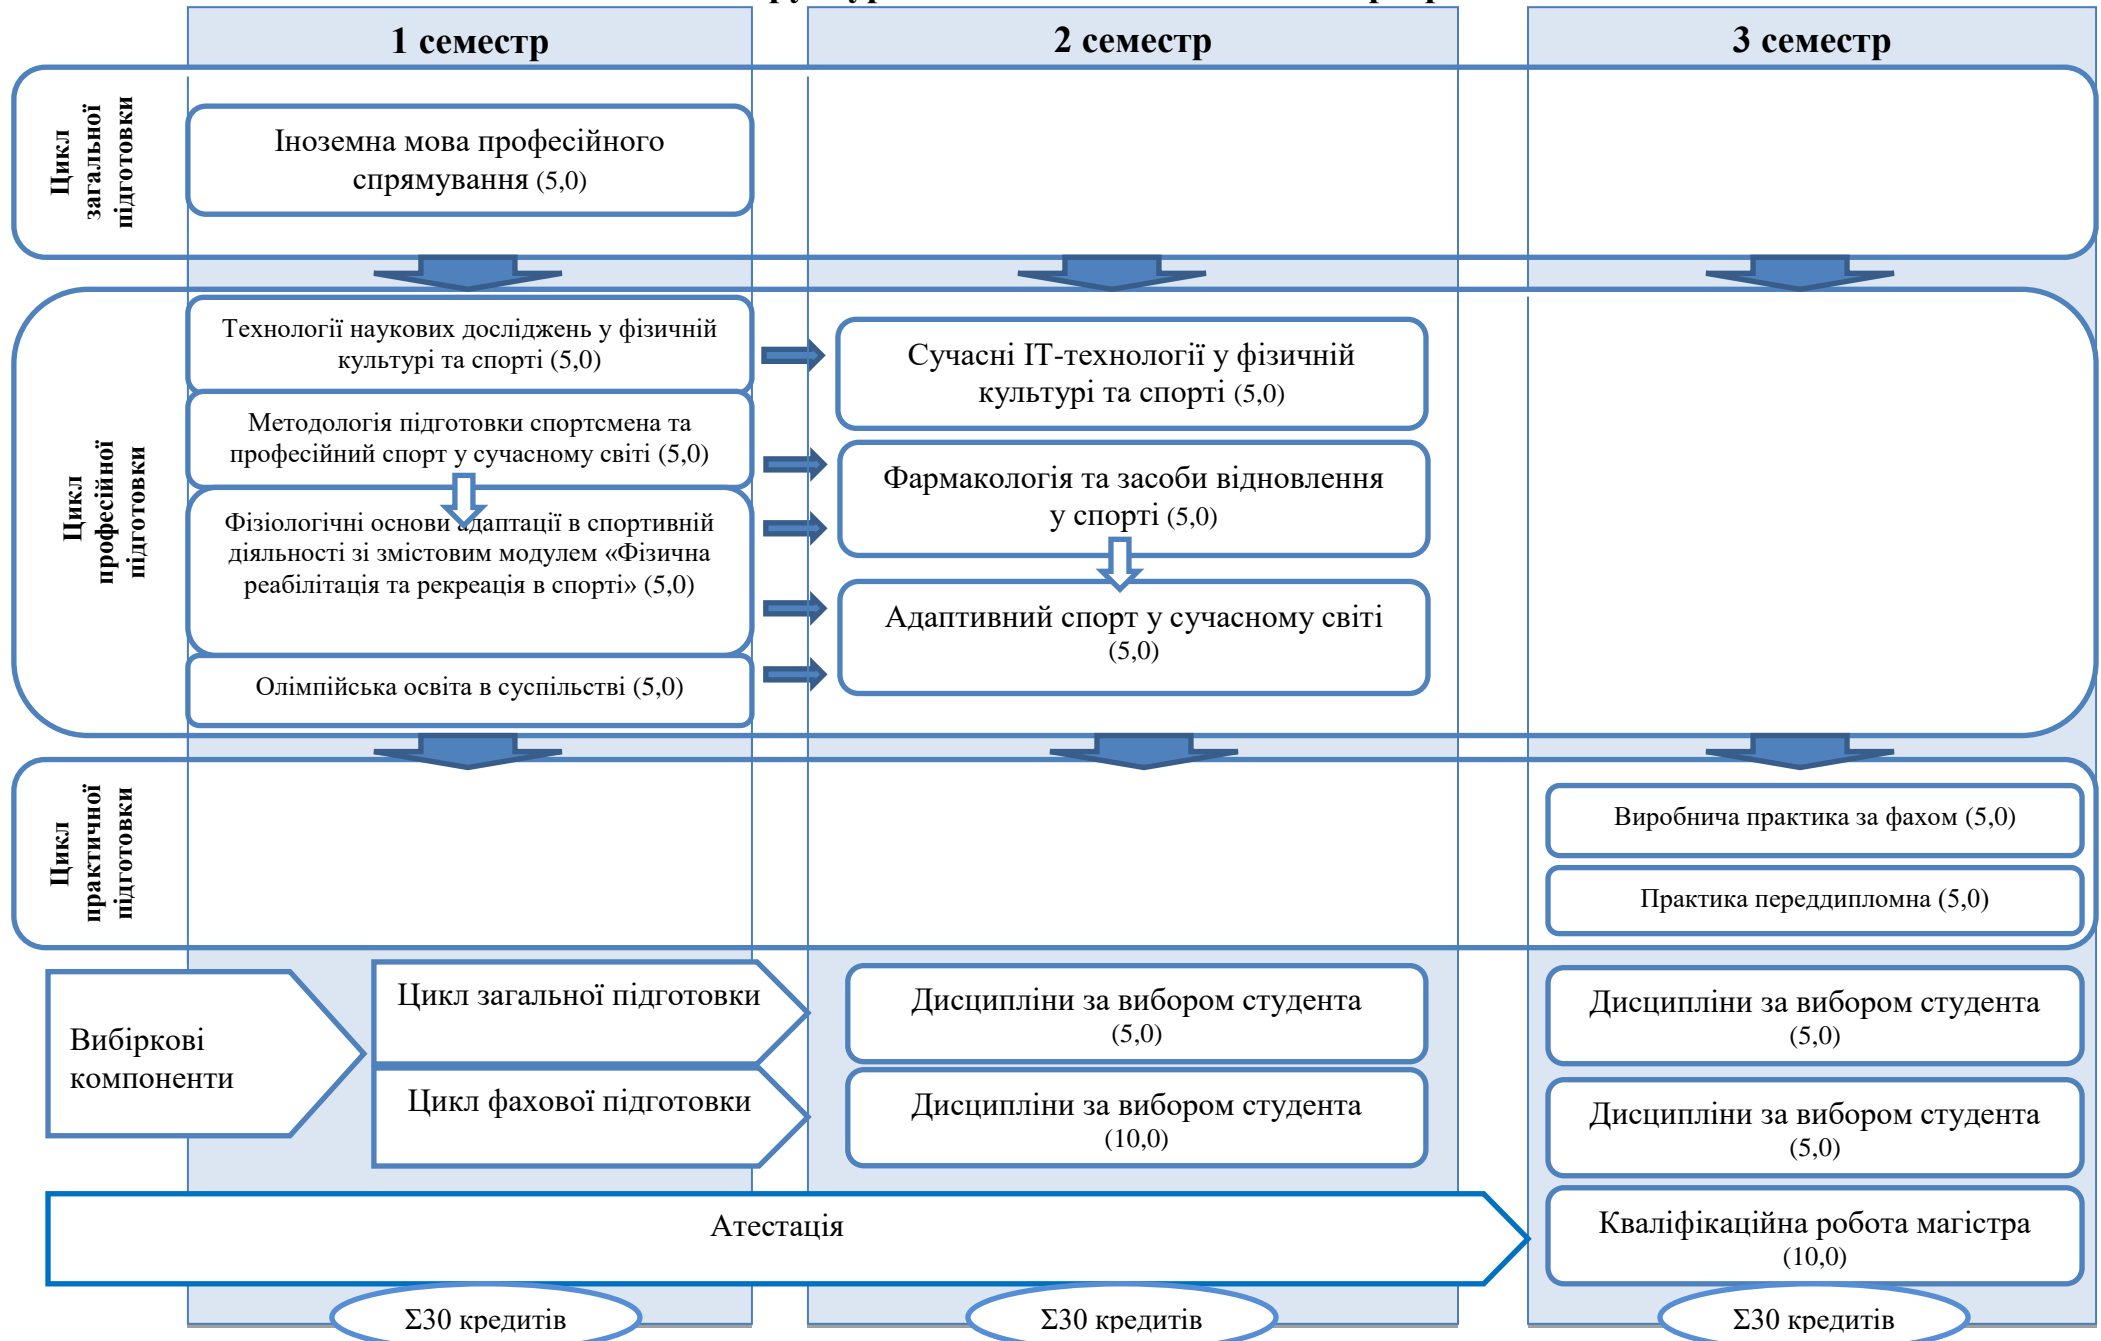 1 семестр
2 семестр
3 семестр
Цикл
загальної
підготовки
Іноземна мова професійного
спрямування (5,0)
Цикл
професійної
підготовки
Технології наукових досліджень у фізичній
культурі та спорті (5,0)
Методологія підготовки спортсмена та
професійний спорт у сучасному світі (5,0)
Фізіологічні основи адаптації в спортивній
діяльності зі змістовим модулем «Фізична
реабілітація та рекреація в спорті» (5,0)
Олімпійська освіта в суспільстві (5,0)
Сучасні ІТ-технології у фізичній
культурі та спорті (5,0)
Фармакологія та засоби відновлення
у спорті (5,0)
Адаптивний спорт у сучасному світі
(5,0)
Цикл
практичної
підготовки
Виробнича практика за фахом (5,0)
Практика переддипломна (5,0)
Вибіркові
компоненти
Цикл загальної підготовки
Дисципліни за вибором студента
(5,0)
Дисципліни за вибором студента
(5,0)
Цикл фахової підготовки
Дисципліни за вибором студента
(10,0)
Дисципліни за вибором студента
(5,0)
Атестація
Кваліфікаційна робота магістра
(10,0)
Σ30 кредитів
Σ30 кредитів
Σ30 кредитів